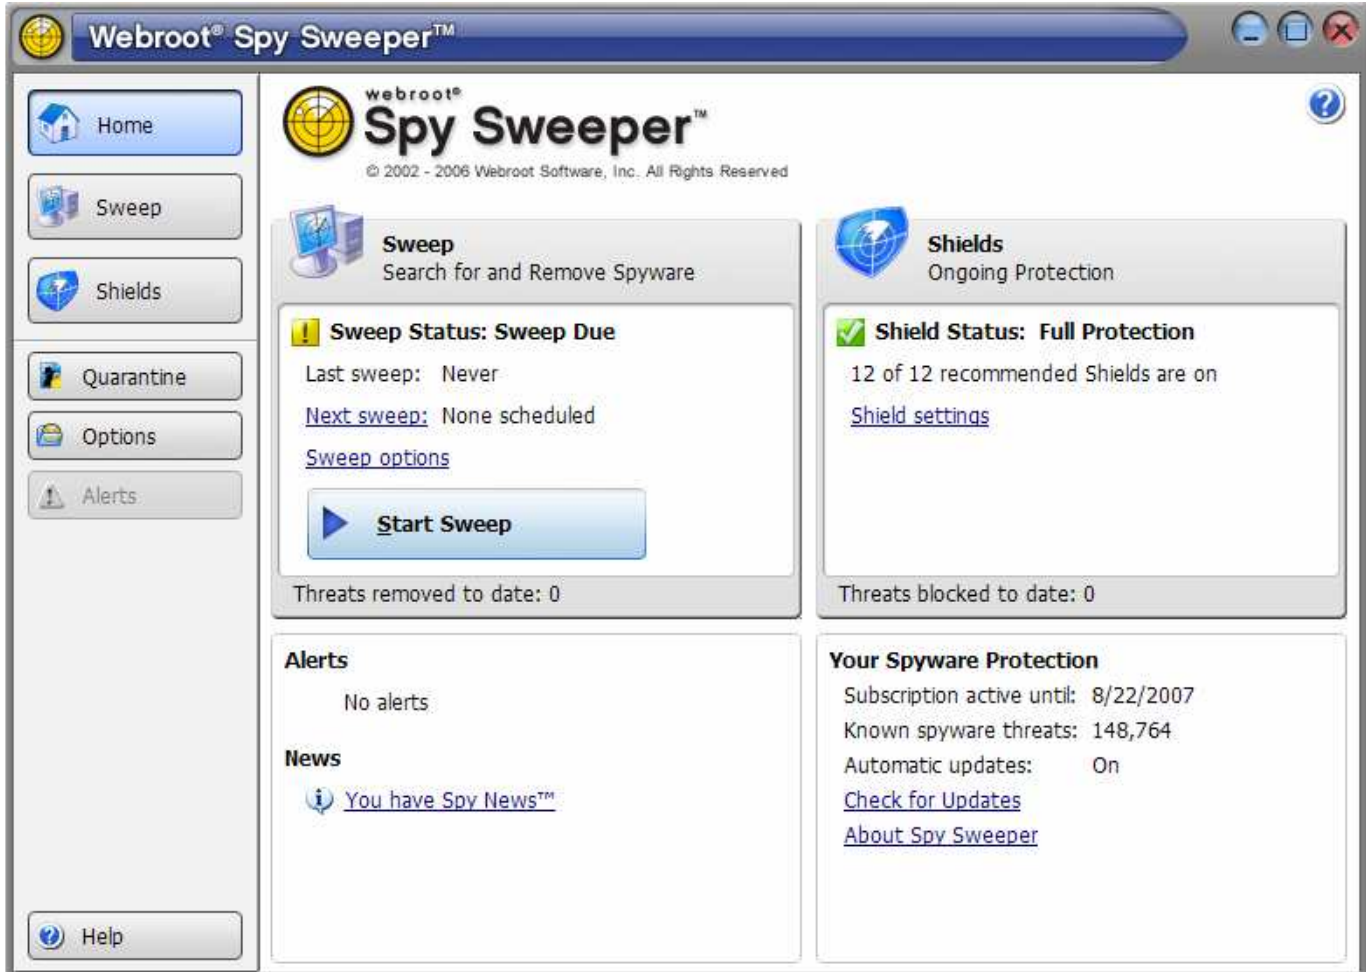 Webroot® Spy Sweeper™
Home
Sweep
Shields
Quarantine
Options
Alerts
Help
webroot®
Spy Sweeper™
© 2002 - 2006 Webroot Software, Inc. All Rights Reserved
Sweep
Search for and Remove Spyware
Sweep Status: Sweep Due
Last sweep: Never
Next sweep: None scheduled
Sweep options
Start Sweep
Threats removed to date: 0
Shields
Ongoing Protection
Shield Status: Full Protection
12 of 12 recommended Shields are on
Shield settings
Threats blocked to date: 0
Alerts
No alerts
News
You have Spy News™
Your Spyware Protection
Subscription active until: 8/22/2007
Known spyware threats: 148,764
Automatic updates: On
Check for Updates
About Spy Sweeper